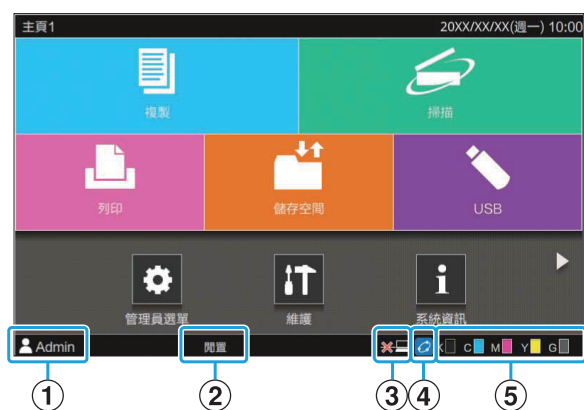 主頁1 20XX/XX/XX(週一) 10:00
複製 掃描
列印 儲存空間 USB
管理員選單 維護 系統資訊
Admin 閒置 K C M Y G
1 2 3 4 5